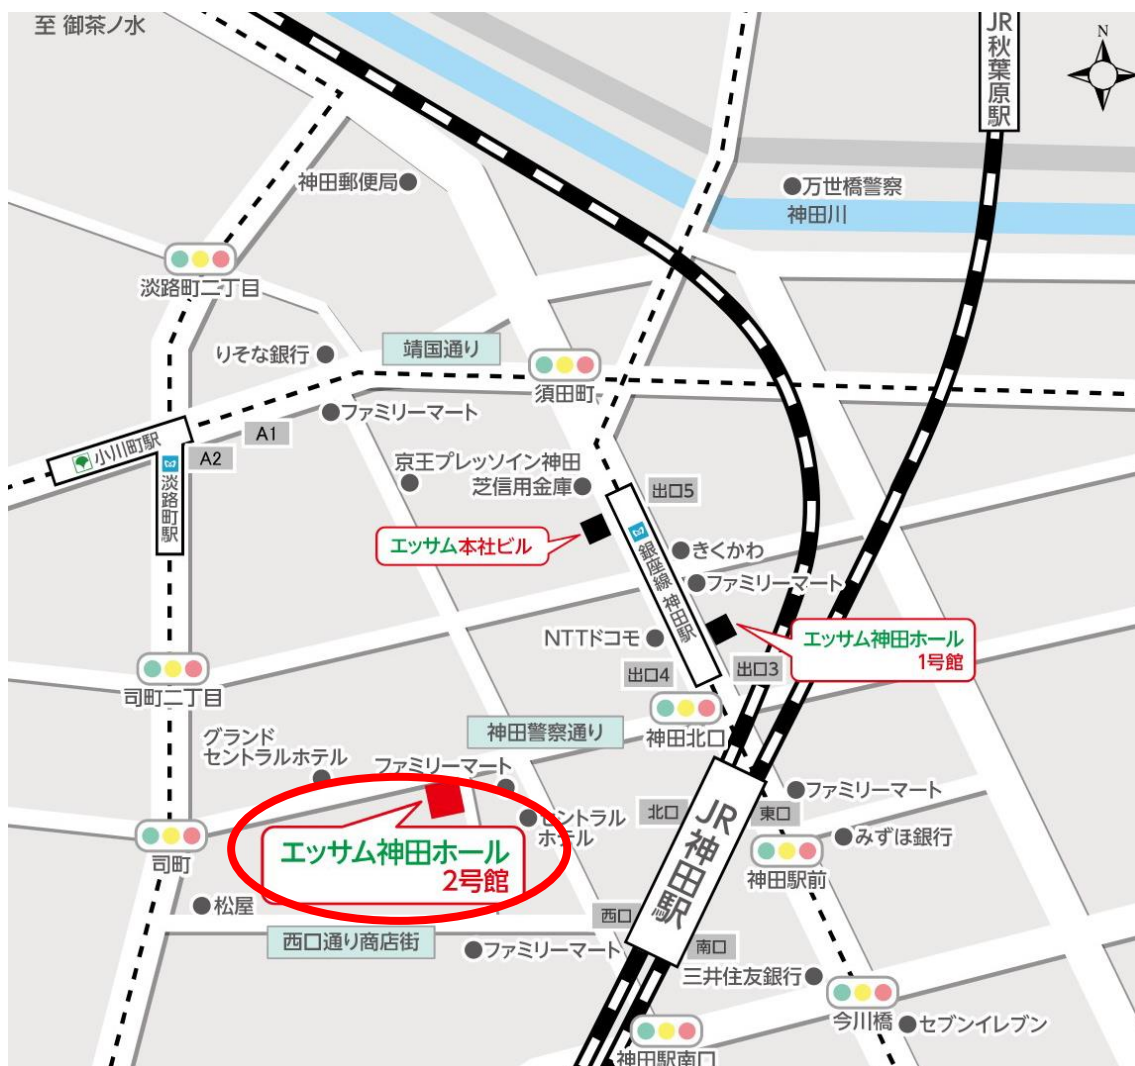 至 御茶ノ水
JR秋葉原駅
N
神田郵便局
万世橋警察
神田川
淡路町二丁目
りそな銀行
靖国通り
須田町
ファミリーマート
小川町駅
A1
A2
淡路町駅
京王プレッソイン神田
芝信用金庫
出口5
エッサム本社ビル
銀座線 神田駅
きくかわ
ファミリーマート
NTTドコモ
エッサム神田ホール
1号館
出口4
出口3
司町二丁目
神田警察通り
神田北口
グランド
セントラルホテル
ファミリーマート
北口
JR神田駅
東口
ファミリーマート
セントラル
ホテル
みずほ銀行
司町
エッサム神田ホール
2号館
神田駅前
松屋
西口
西口通り商店街
ファミリーマート
南口
三井住友銀行
今川橋
セブンイレブン
神田駅南口